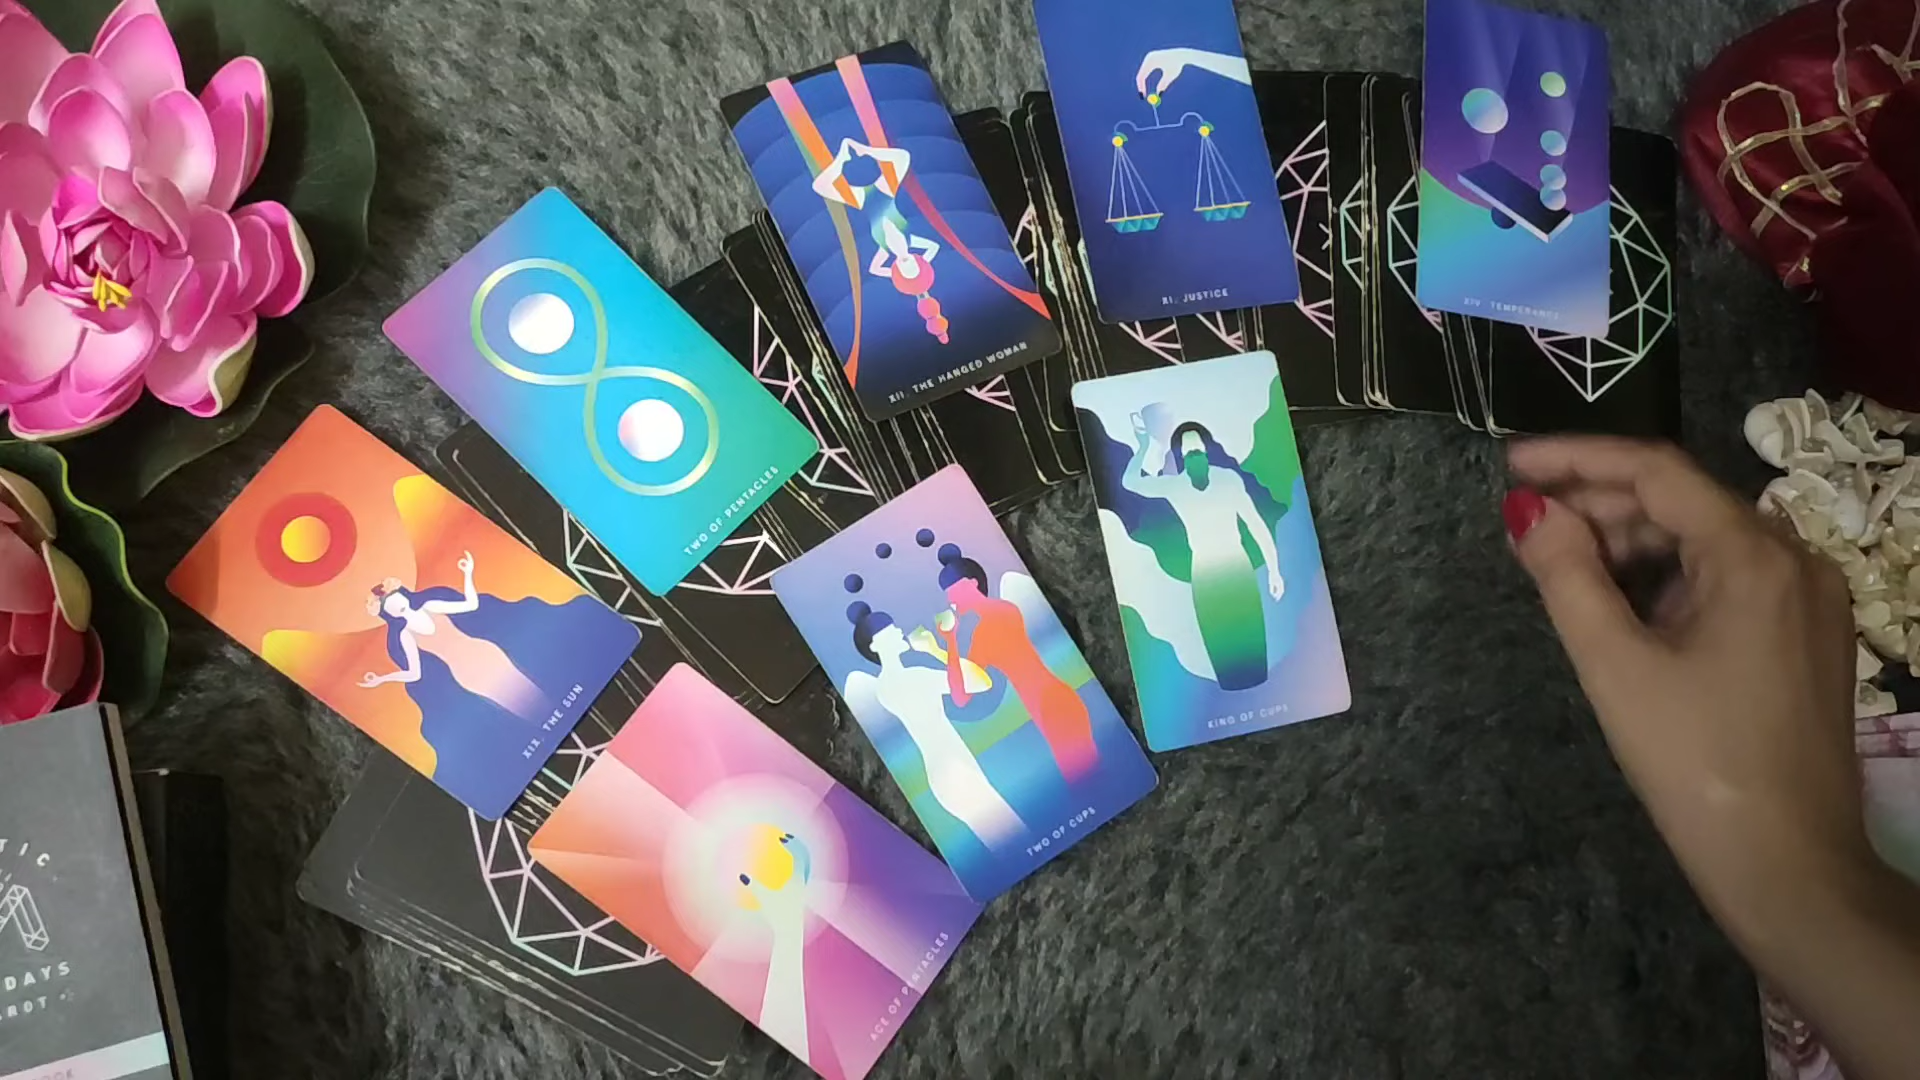 XI. JUSTICE
XIV. TEMPERANCE
XII. THE HANGED WOMAN
TWO OF PENTACLES
XIX. THE SUN
TWO OF CUPS
KING OF CUPS
ACE OF PENTACLES
TIC
DAYS
AROT